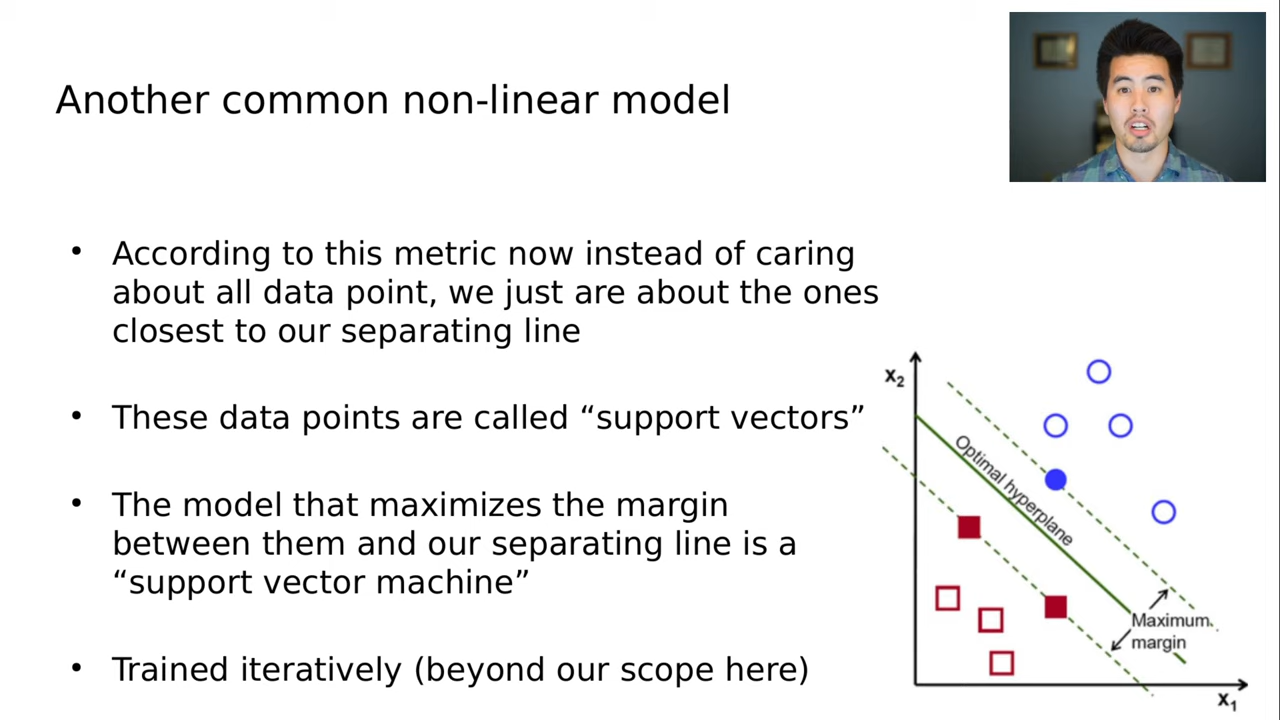 Another common non-linear model
• According to this metric now instead of caring
about all data point, we just are about the ones
closest to our separating line
• These data points are called “support vectors”
• The model that maximizes the margin
between them and our separating line is a
“support vector machine”
• Trained iteratively (beyond our scope here)
x2
Optimal hyperplane
Maximum
margin
x1